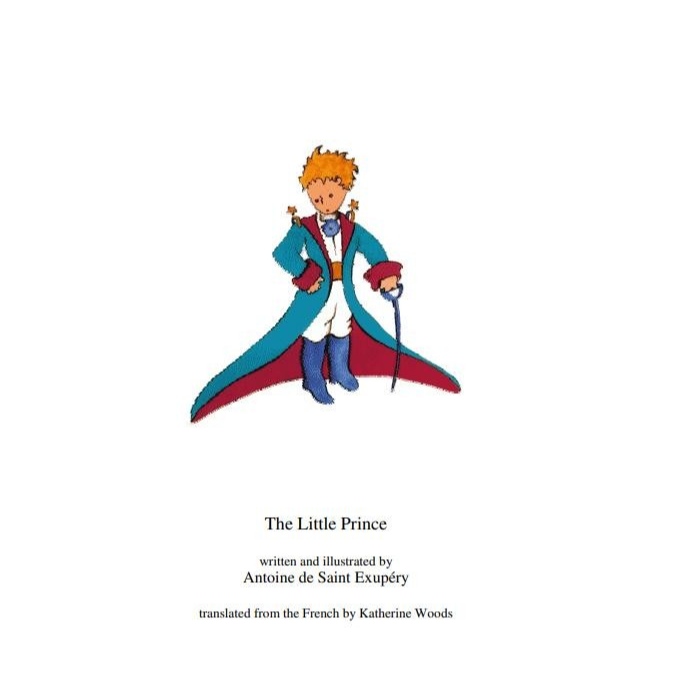 The Little Prince
written and illustrated by
Antoine de Saint Exupéry
translated from the French by Katherine Woods